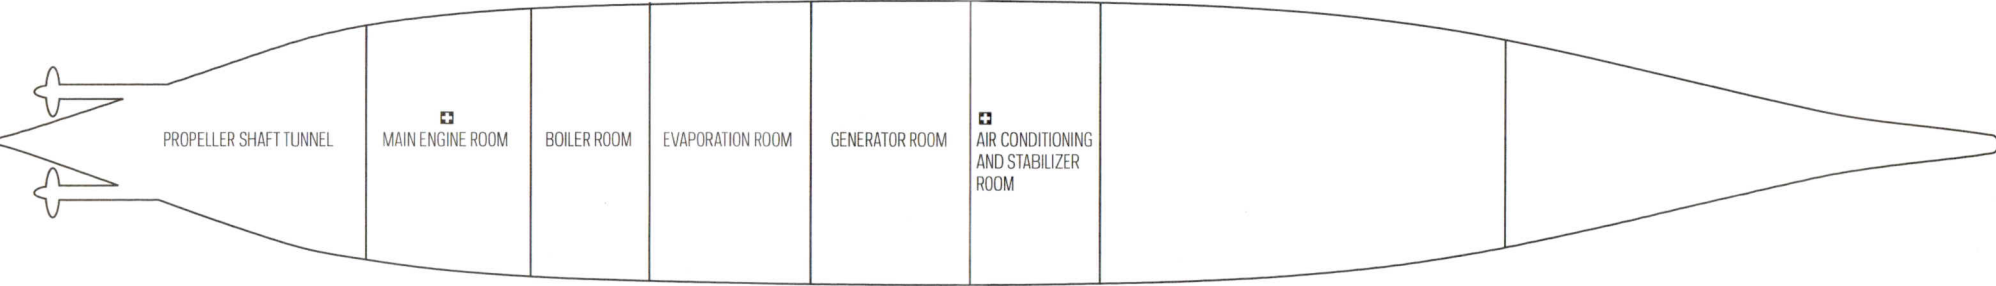 PROPELLER SHAFT TUNNEL
MAIN ENGINE ROOM
BOILER ROOM
EVAPORATION ROOM
GENERATOR ROOM
AIR CONDITIONING
AND STABILIZER
ROOM